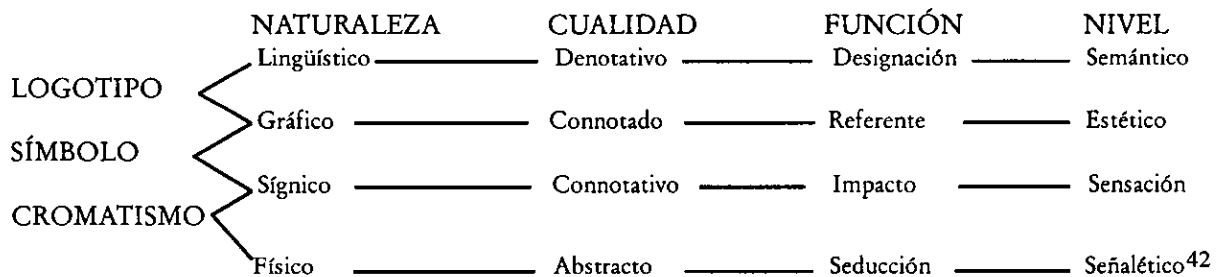 NATURALEZA CUALIDAD FUNCIÓN NIVEL
Lingüístico Denotativo Designación Semántico
LOGOTIPO
Gráfico Connotado Referente Estético
SÍMBOLO
Sígnico Connotativo Impacto Sensación
CROMATISMO
Físico Abstracto Seducción Señalético42